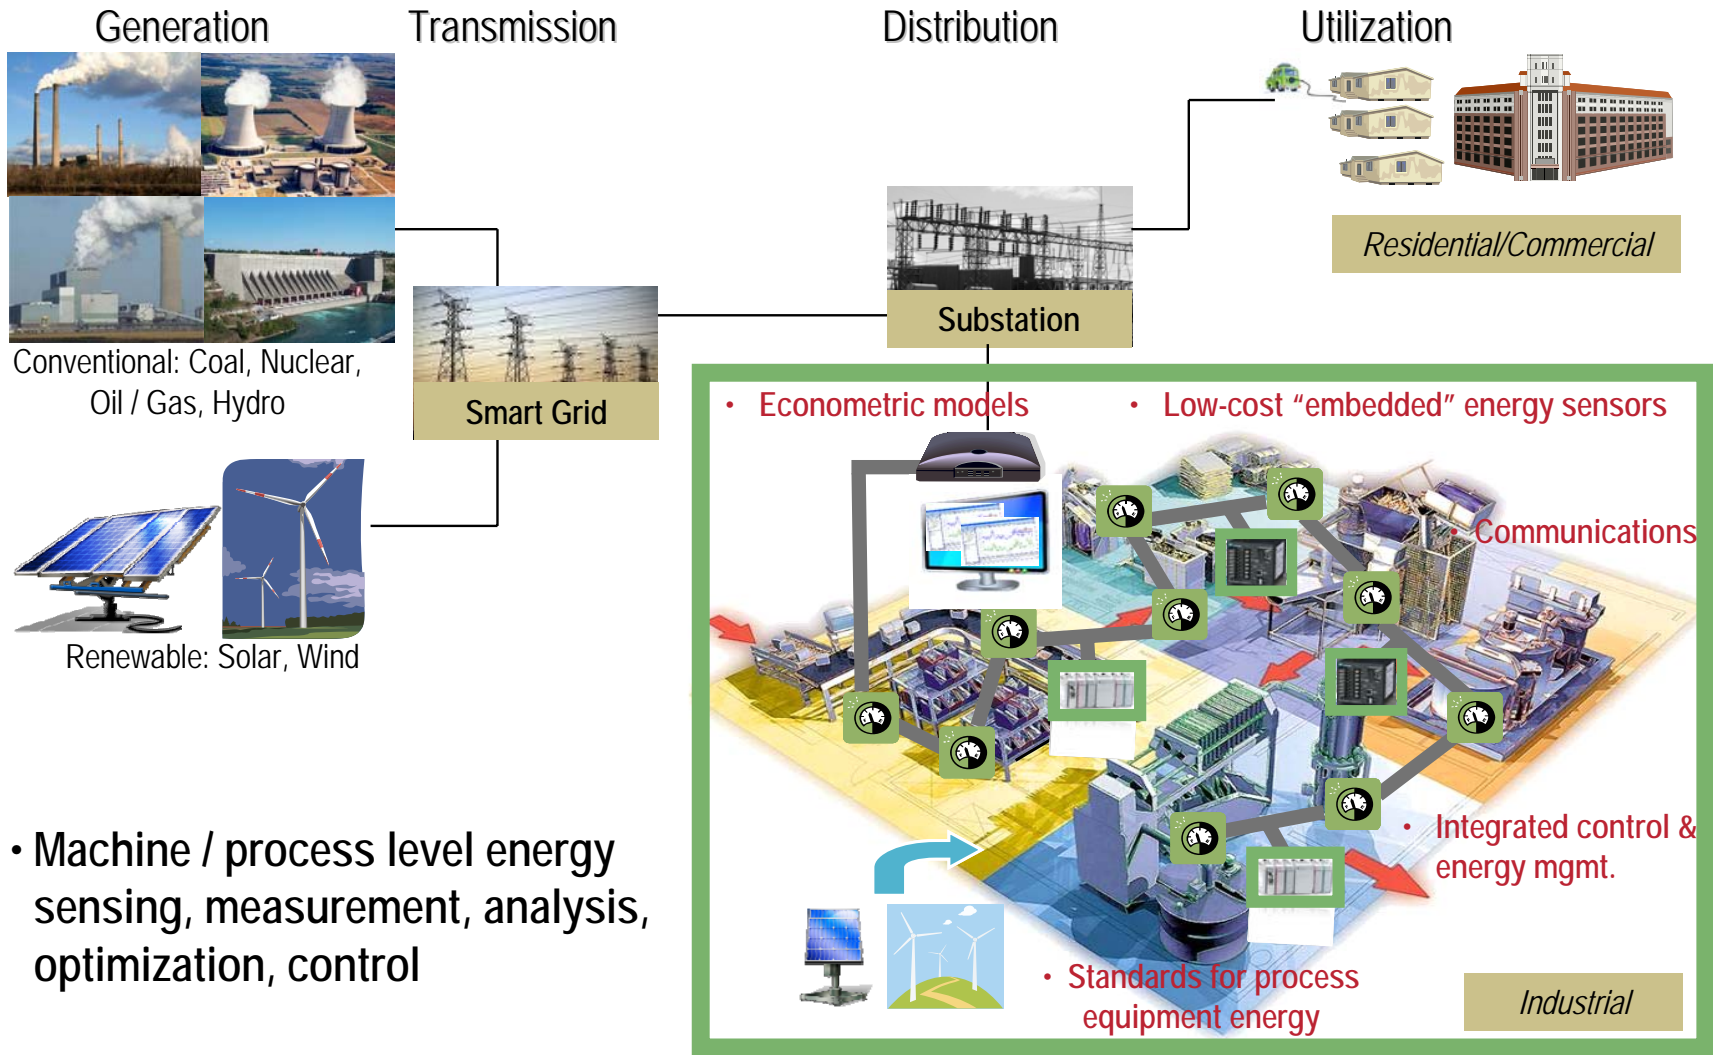 Generation
Transmission
Distribution
Utilization
Residential/Commercial
Substation
Conventional: Coal, Nuclear,
Oil / Gas, Hydro
Smart Grid
• Econometric models
• Low-cost “embedded” energy sensors
• Communications
Renewable: Solar, Wind
• Integrated control &
energy mgmt.
• Machine / process level energy
sensing, measurement, analysis,
optimization, control
• Standards for process
equipment energy
Industrial